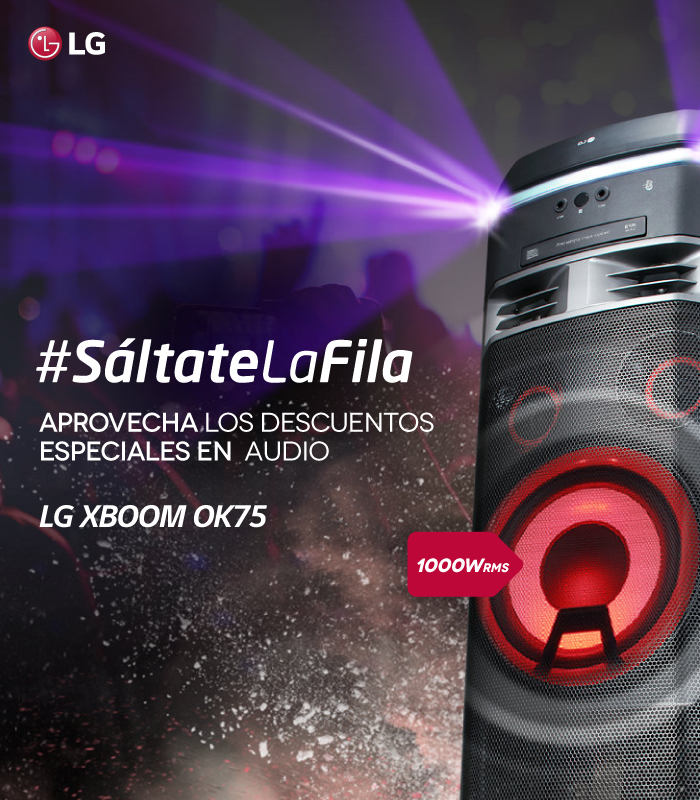 LG
#SáltateLaFila
APROVECHA LOS DESCUENTOS
ESPECIALES EN AUDIO
LG XBOOM OK75
1000WRMS